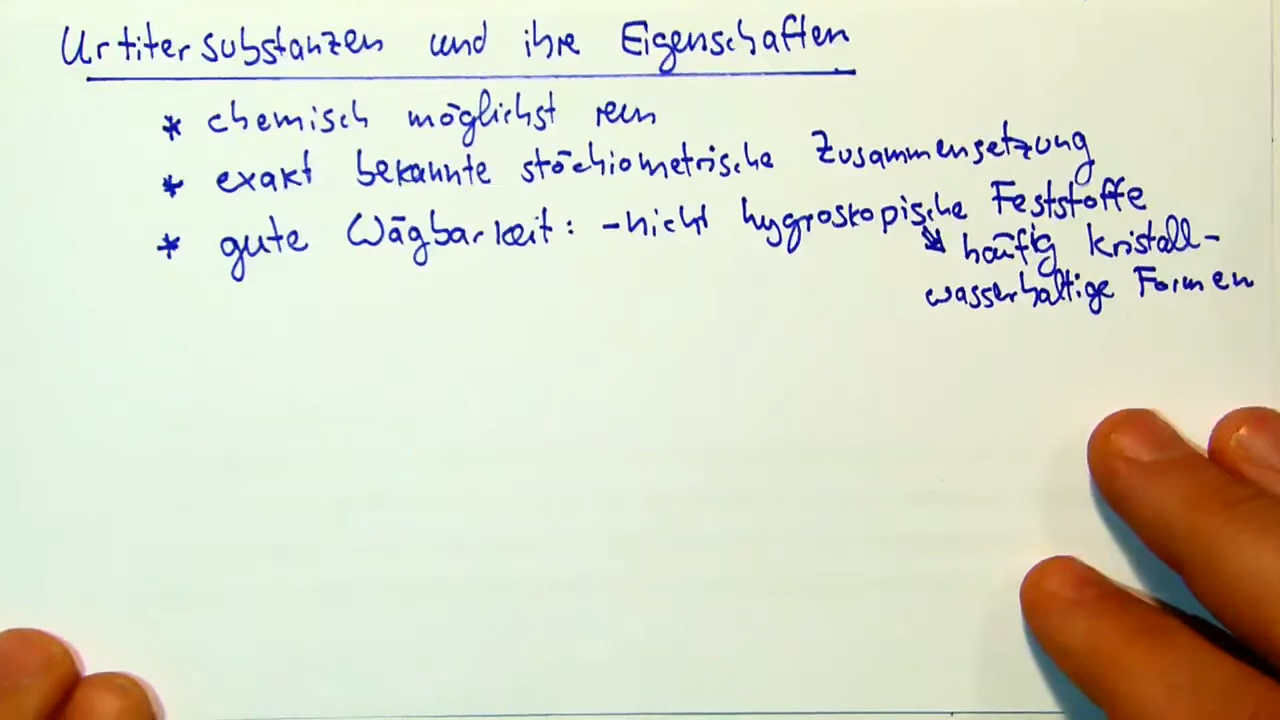 Urtitersubstanzen und ihre Eigenschaften
* chemisch möglichst rein
* exakt bekannte stöchiometrische Zusammensetzung
* gute Wägbarkeit: - nicht hygroskopische Feststoffe
↘ häufig kristall-
wasserhaltige Formen